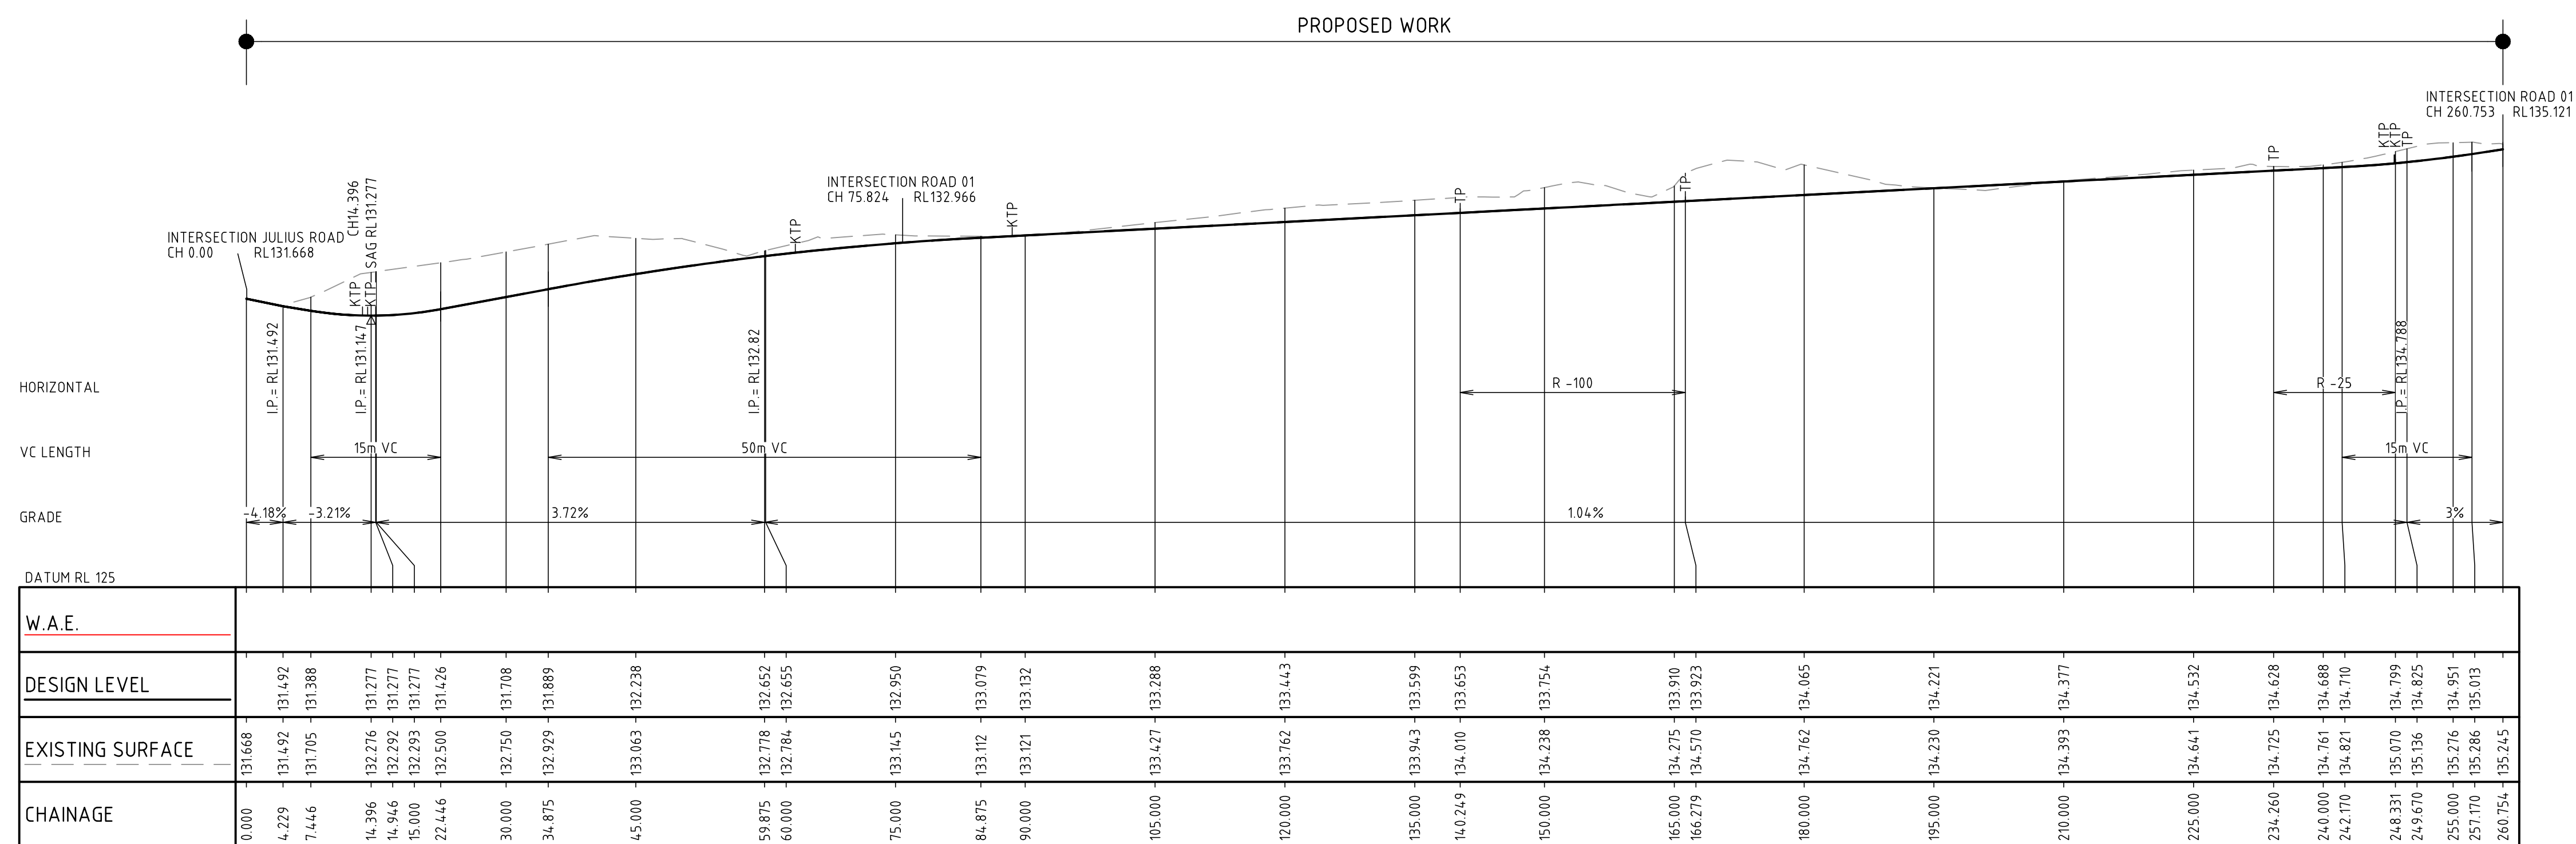 PROPOSED WORK
INTERSECTION ROAD 01
CH 260.753 RL135.121
KTP
KTP
TP
TP
TP
TP
INTERSECTION ROAD 01
CH 75.824 RL132.966
KTP
KTP
CH14.396
SAG RL131.277
INTERSECTION JULIUS ROAD
CH 0.00 RL131.668
KTP
KTP
I.P.= RL131.492
I.P.= RL131.147
I.P.= RL132.82
I.P.= RL134.788
HORIZONTAL R -100 R -25
VC LENGTH 15m VC 50m VC 15m VC
GRADE -4.18% -3.21% 3.72% 1.04% 3%
DATUM RL 125
W.A.E.
DESIGN LEVEL 131.492 131.388 131.277 131.277 131.277 131.426 131.708 131.889 132.238 132.652 132.655 132.950 133.079 133.132 133.288 133.443 133.599 133.653 133.754 133.910 133.923 134.065 134.221 134.377 134.532 134.628 134.688 134.710 134.799 134.825 134.951 135.013
EXISTING SURFACE 131.668 131.492 131.705 132.276 132.292 132.293 132.500 132.750 132.929 133.063 132.778 132.784 133.145 133.112 133.121 133.427 133.762 133.943 134.010 134.238 134.275 134.570 134.762 134.230 134.393 134.641 134.725 134.761 134.821 135.070 135.136 135.276 135.286 135.245
CHAINAGE 0.000 4.229 7.446 14.396 14.946 15.000 22.446 30.000 34.875 45.000 59.875 60.000 75.000 84.875 90.000 105.000 120.000 135.000 140.249 150.000 165.000 166.279 180.000 195.000 210.000 225.000 234.260 240.000 242.170 248.331 249.670 255.000 257.170 260.754